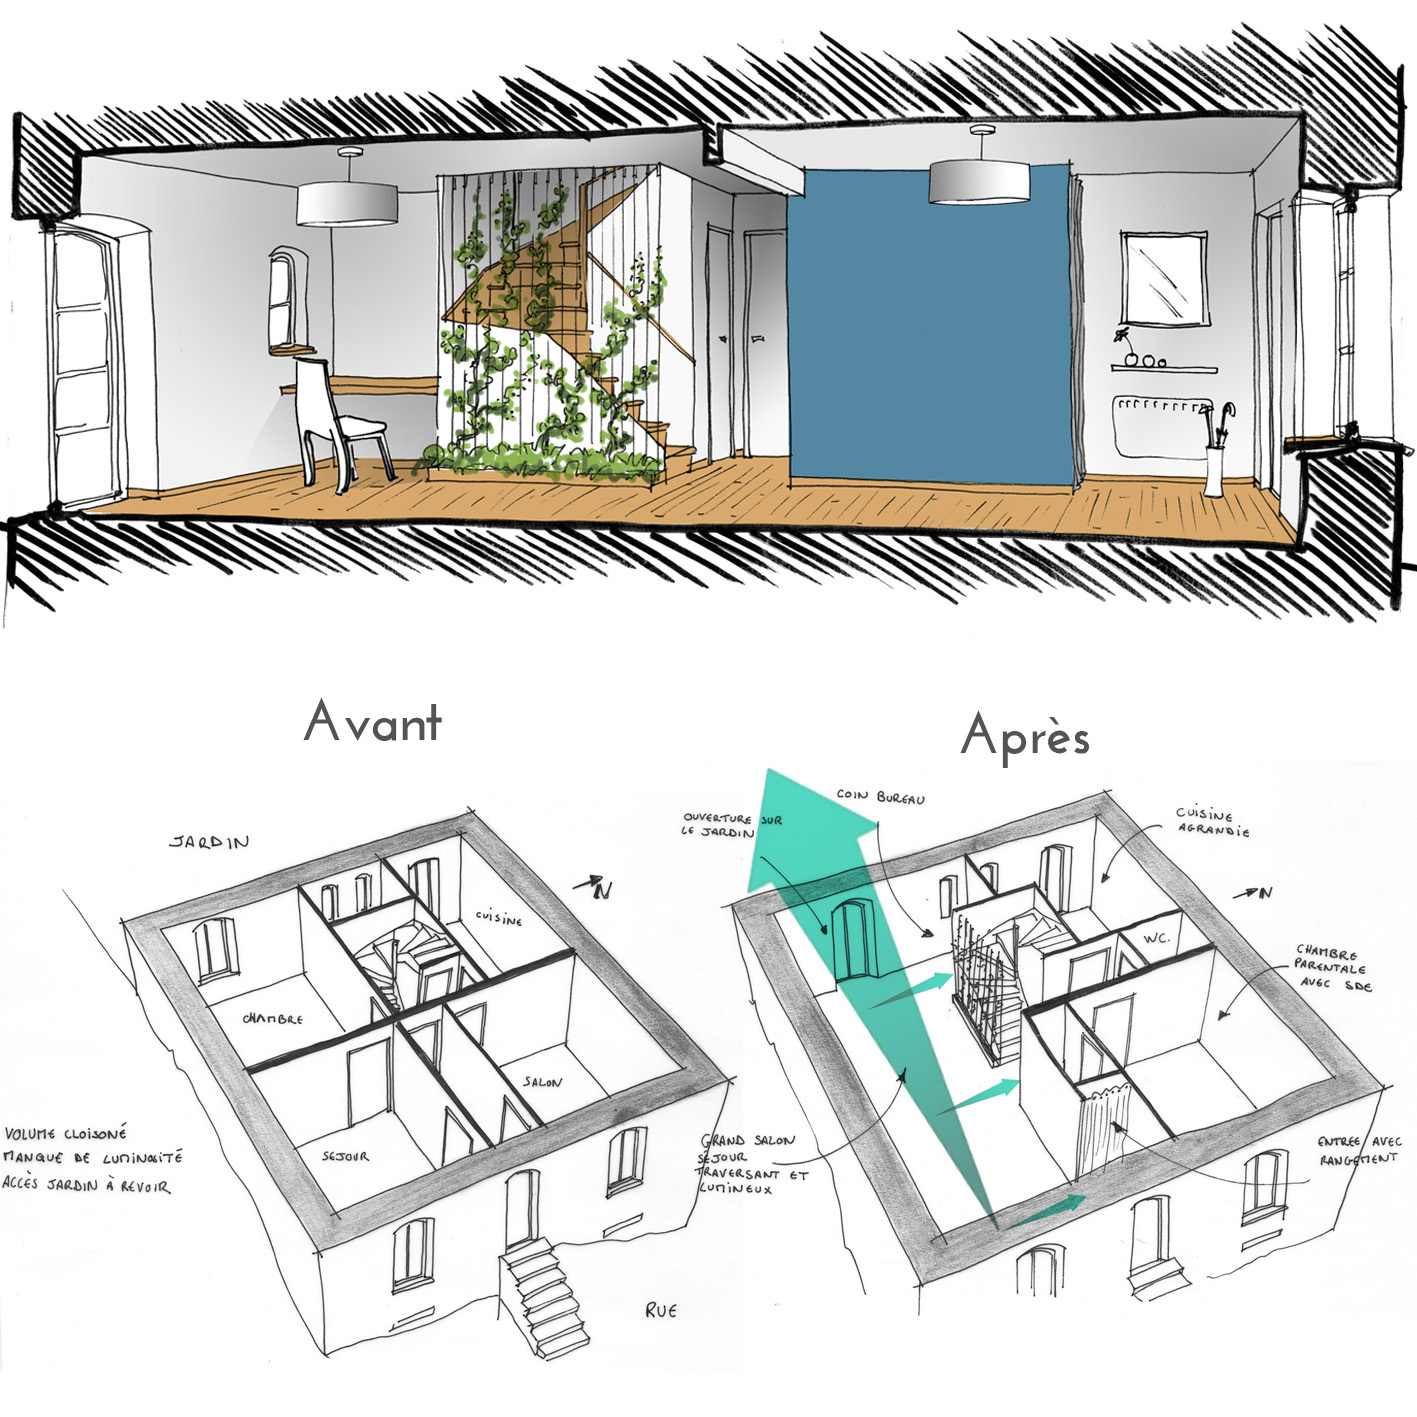 Avant
JARDIN
N
CUISINE
CHAMBRE
SALON
SEJOUR
VOLUME CLOISONÉ
MANQUE DE LUMINOSITÉ
ACCÈS JARDIN À REVOIR
RUE
Après
COIN BUREAU
OUVERTURE SUR
LE JARDIN
CUISINE
AGRANDIE
N
WC.
CHAMBRE
PARENTALE
AVEC SDE
GRAND SALON
SÉJOUR
TRAVERSANT ET
LUMINEUX
ENTREE AVEC
RANGEMENT